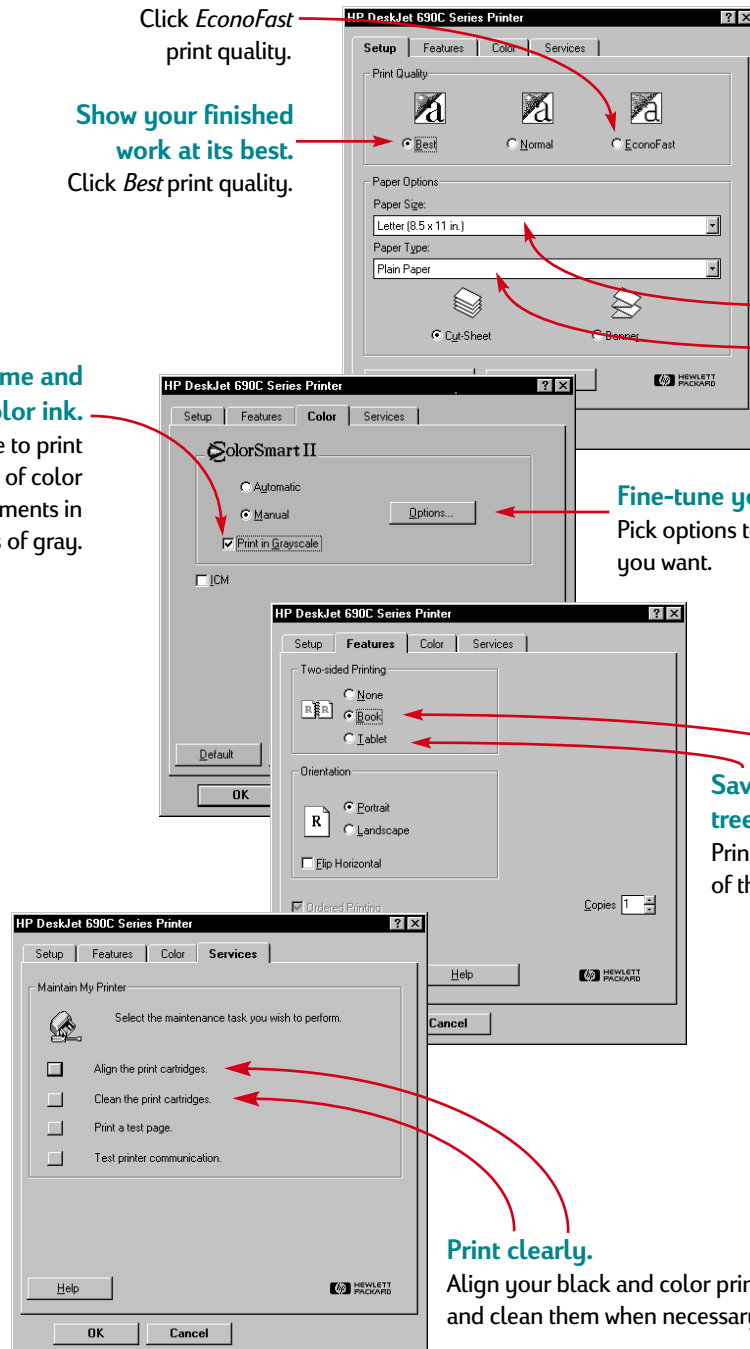 Click EconoFast
print quality.
Show your finished
work at its best.
Click Best print quality.
HP DeskJet 690C Series Printer
Setup Features Color Services
Print Quality
Best Normal EconoFast
Paper Options
Paper Size:
Letter (8.5 x 11 in.)
Paper Type:
Plain Paper
Cut-Sheet Banner
HEWLETT
PACKARD
me and
olor ink.
e to print
of color
ments in
s of gray.
HP DeskJet 690C Series Printer
Setup Features Color Services
ColorSmart II
Automatic
Manual Options...
Print in Grayscale
ICM
Default
OK
Fine-tune yo
Pick options t
you want.
HP DeskJet 690C Series Printer
Setup Features Color Services
Two-sided Printing
None
R R Book
Tablet
Orientation
Portrait
R
Landscape
Flip Horizontal
Ordered Printing
Copies 1
Help
HEWLETT
PACKARD
Cancel
Sav
tree
Prin
of th
HP DeskJet 690C Series Printer
Setup Features Color Services
Maintain My Printer
Select the maintenance task you wish to perform.
Align the print cartridges.
Clean the print cartridges.
Print a test page.
Test printer communication.
Help
HEWLETT
PACKARD
OK Cancel
Print clearly.
Align your black and color prin
and clean them when necessary